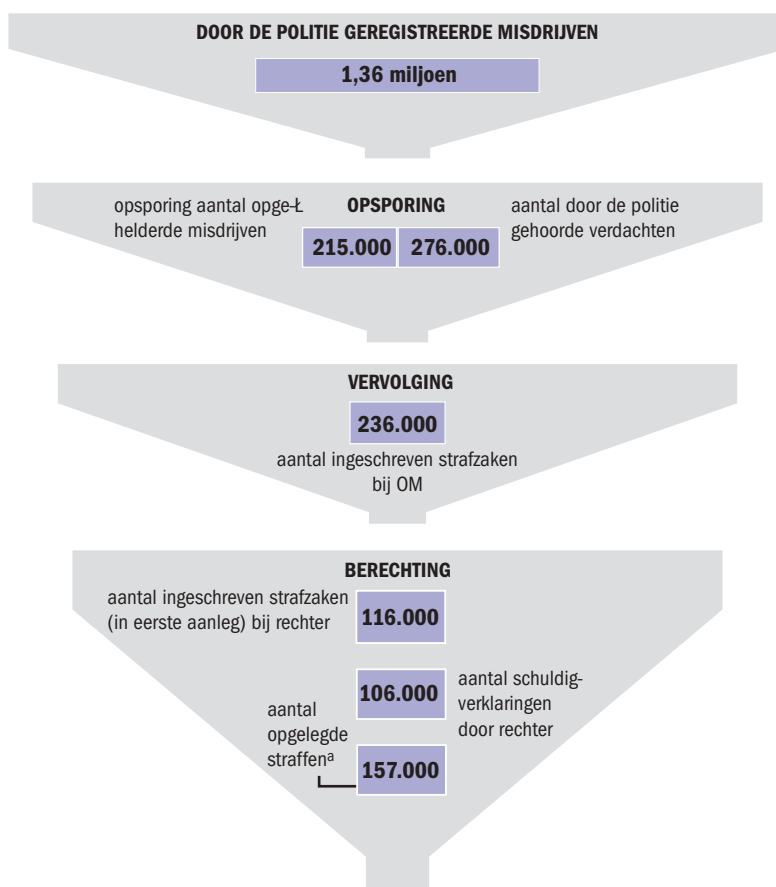 DOOR DE POLITIE GEREGISTREERDE MISDRIJVEN
1,36 miljoen
opsporing aantal opge-Ł
helderde misdrijven
OPSPORING
215.000
276.000
aantal door de politie
gehoorde verdachten
VERVOLGING
236.000
aantal ingeschreven strafzaken
bij OM
BERECHTING
aantal ingeschreven strafzaken
(in eerste aanleg) bij rechter
116.000
106.000
aantal schuldig-
verklaringen
door rechter
aantal
opgelegde
straffenᵃ
157.000